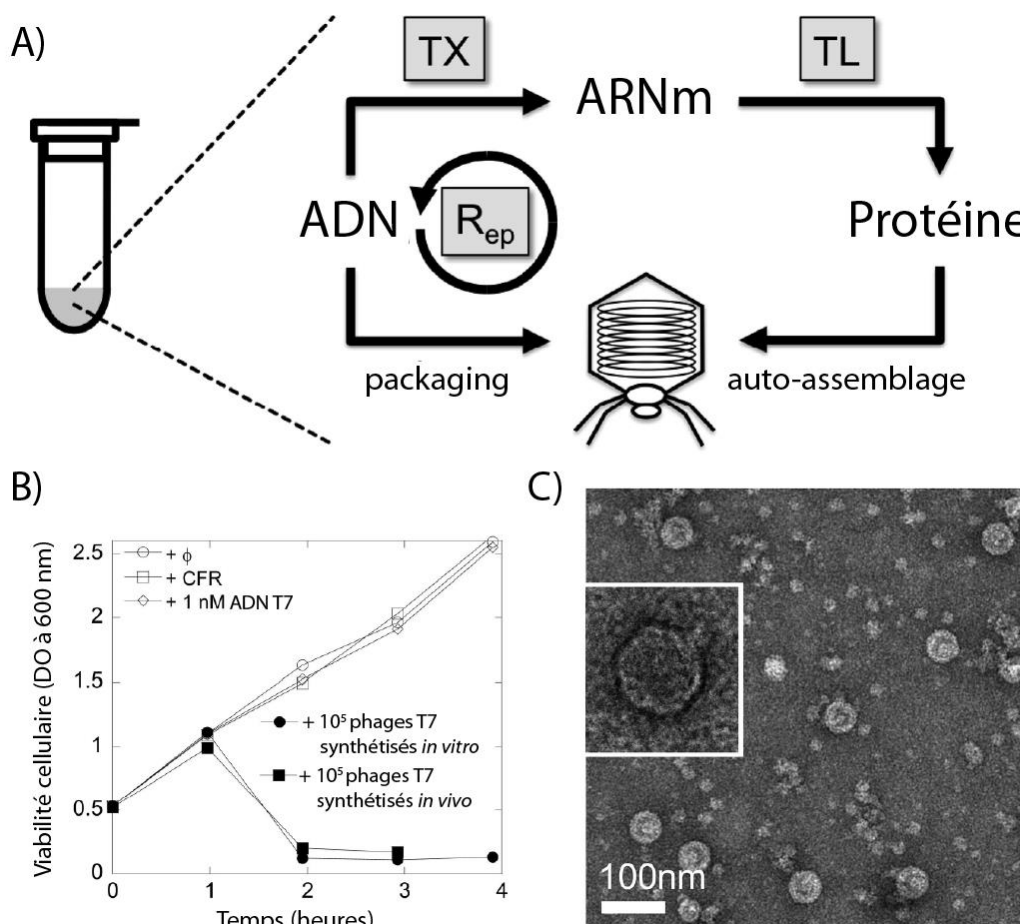 A)
TX
TL
ARNm
ADN
Rep
Protéine
packaging
auto-assemblage
B)
C)
Viabilité cellulaire (DO à 600 nm)
2.5
2
1.5
1
0.5
0
+ ϕ
+ CFR
+ 1 nM ADN T7
+ 10⁵ phages T7
synthétisés in vitro
+ 10⁵ phages T7
synthétisés in vivo
0 1 2 3 4
Temps (heures)
100nm